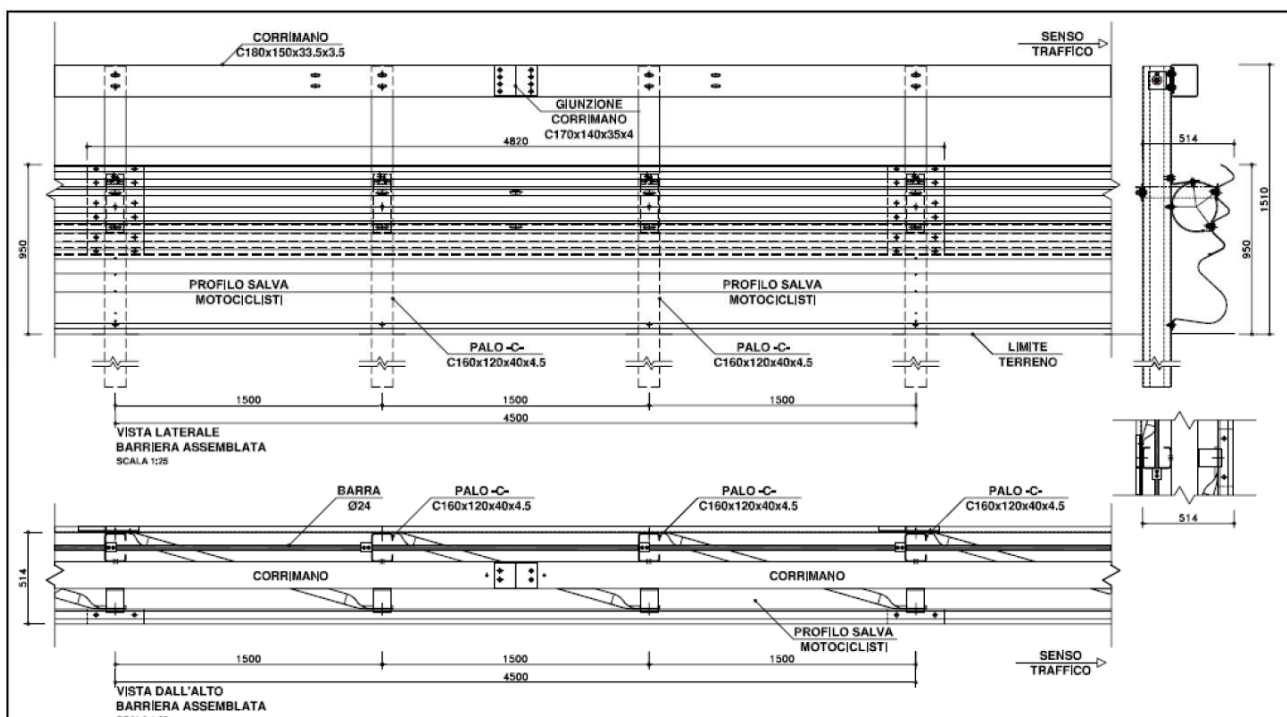 CORRIMANO
C180x150x33.5x3.5
SENSO
TRAFFICO
GIUNZIONE
CORRIMANO
C170x140x35x4
4820
514
950
1510
950
PROFILO SALVA
MOTOCICLISTI
PROFILO SALVA
MOTOCICLISTI
PALO -C-
C160x120x40x4.5
PALO -C-
C160x120x40x4.5
LIMITE
TERRENO
1500
1500
1500
4500
VISTA LATERALE
BARRIERA ASSEMBLATA
SCALA 1:25
514
BARRA
Ø24
PALO -C-
C160x120x40x4.5
PALO -C-
C160x120x40x4.5
PALO -C-
C160x120x40x4.5
514
CORRIMANO
CORRIMANO
PROFILO SALVA
MOTOCICLISTI
1500
1500
1500
4500
SENSO
TRAFFICO
VISTA DALL'ALTO
BARRIERA ASSEMBLATA